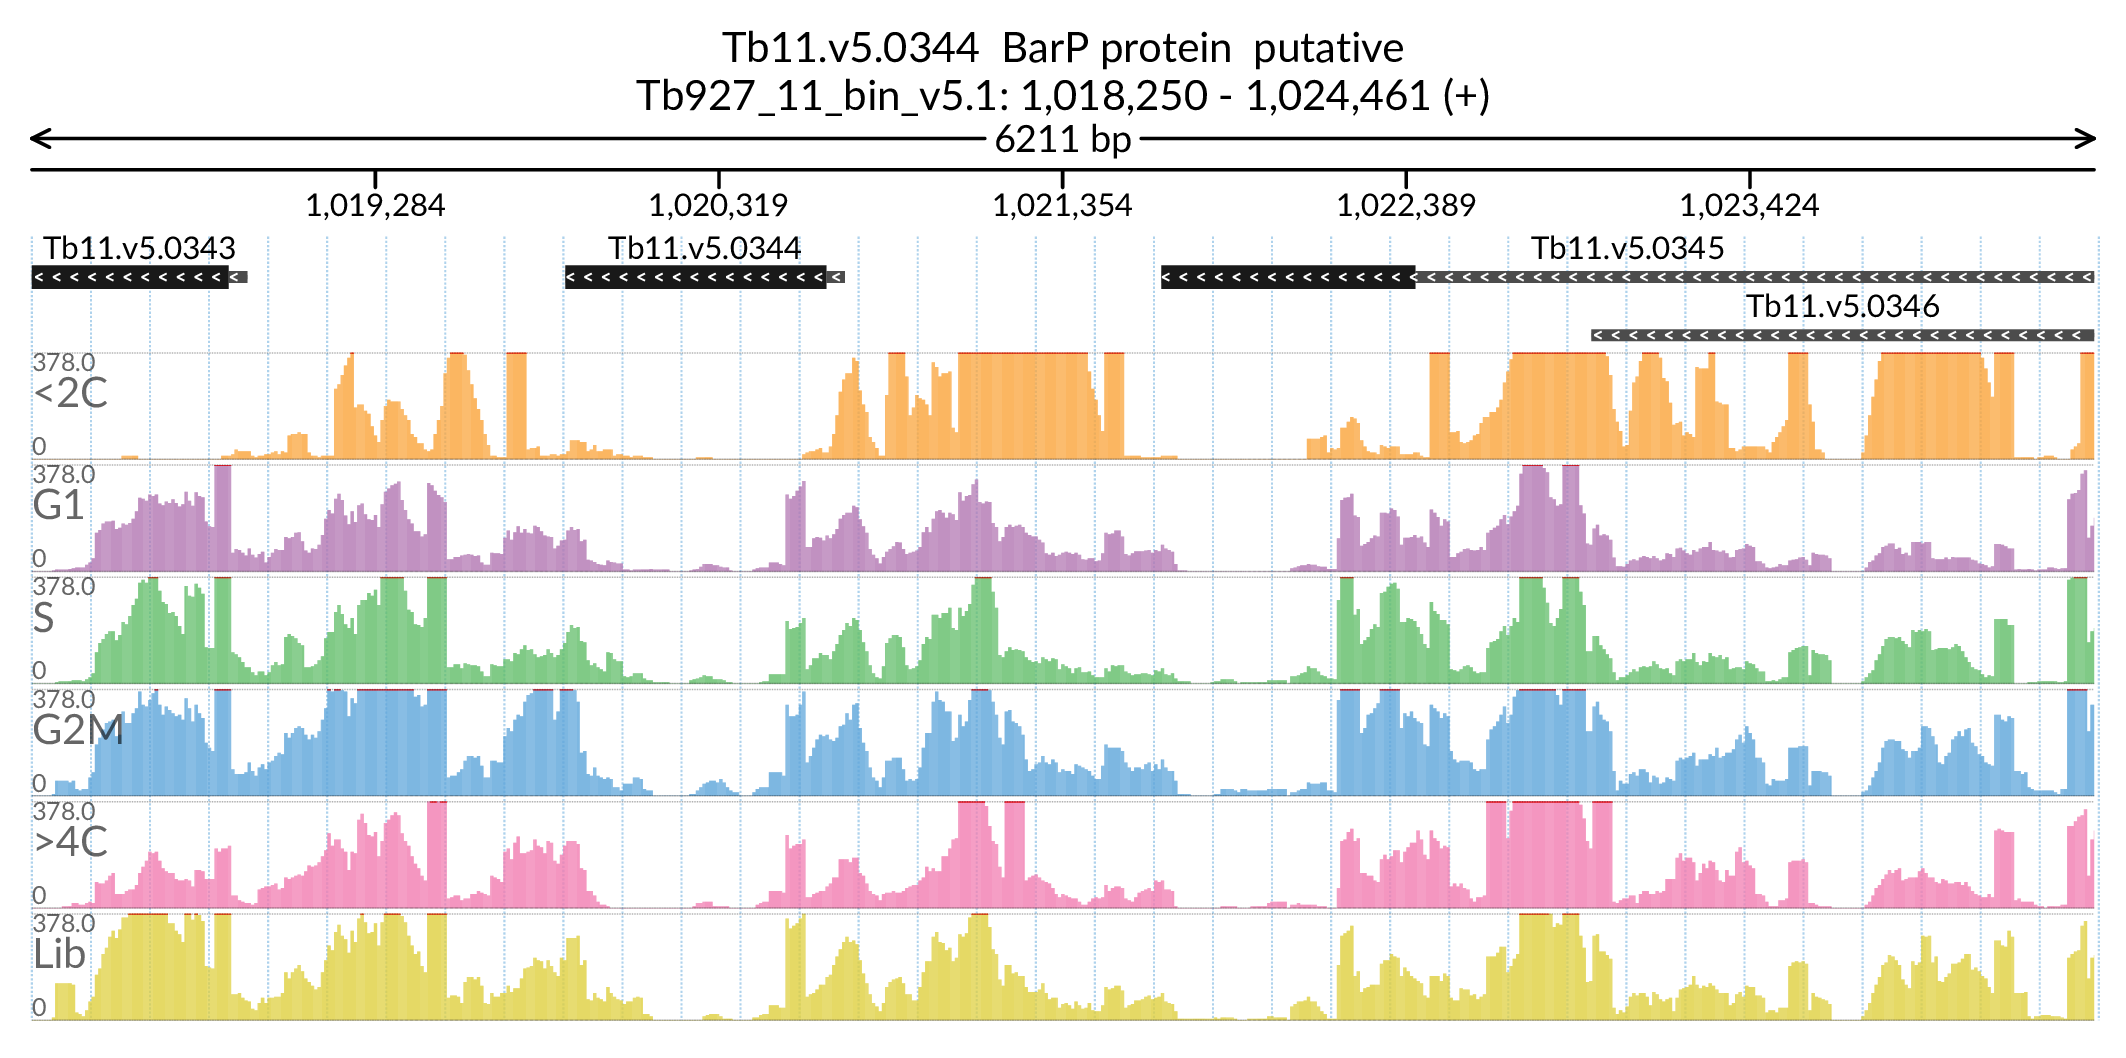 Tb11.v5.0344 BarP protein putative
Tb927_11_bin_v5.1: 1,018,250 - 1,024,461 (+)
6211 bp
1,019,284 1,020,319 1,021,354 1,022,389 1,023,424
Tb11.v5.0343 Tb11.v5.0344 Tb11.v5.0345
Tb11.v5.0346
378.0
<2C
0
378.0
G1
0
378.0
S
0
378.0
G2M
0
378.0
>4C
0
378.0
Lib
0